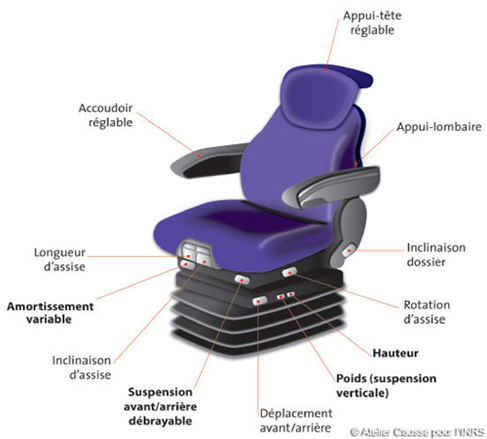 Appui-tête
réglable
Accoudoir
réglable
Appui-lombaire
Longueur
d'assise
Inclinaison
dossier
Amortissement
variable
Rotation
d'assise
Inclinaison
d'assise
Hauteur
Suspension
avant/arrière
débrayable
Poids (suspension
verticale)
Déplacement
avant/arrière
© Atelier Causse pour l'INRS